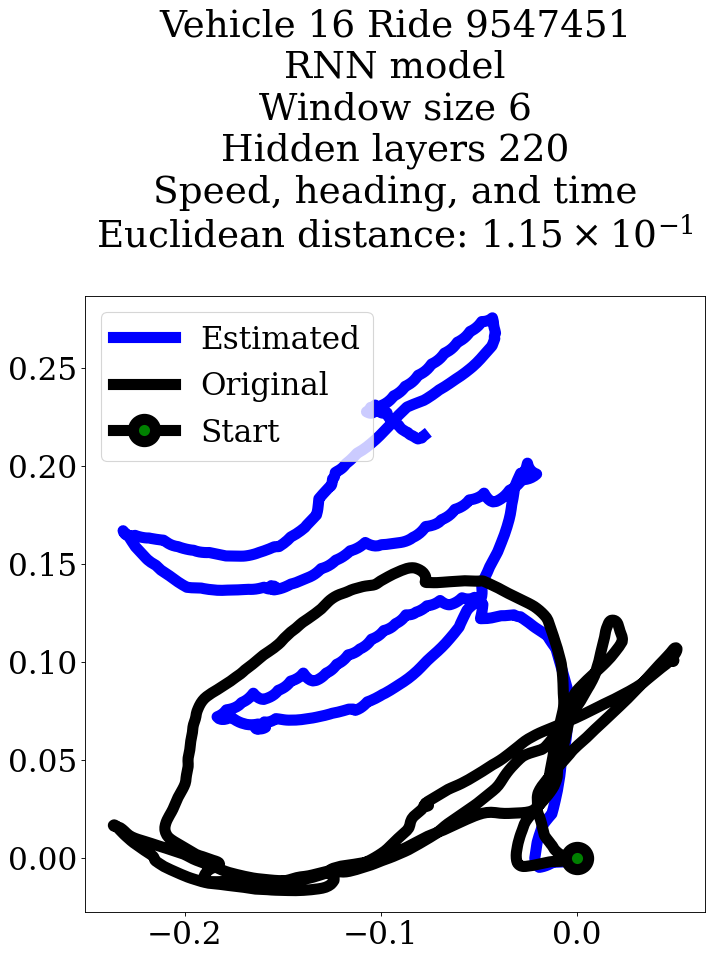 Vehicle 16 Ride 9547451
RNN model
Window size 6
Hidden layers 220
Speed, heading, and time
Euclidean distance: 1.15 × 10⁻¹
Estimated
Original
Start
0.25
0.20
0.15
0.10
0.05
0.00
−0.2
−0.1
0.0